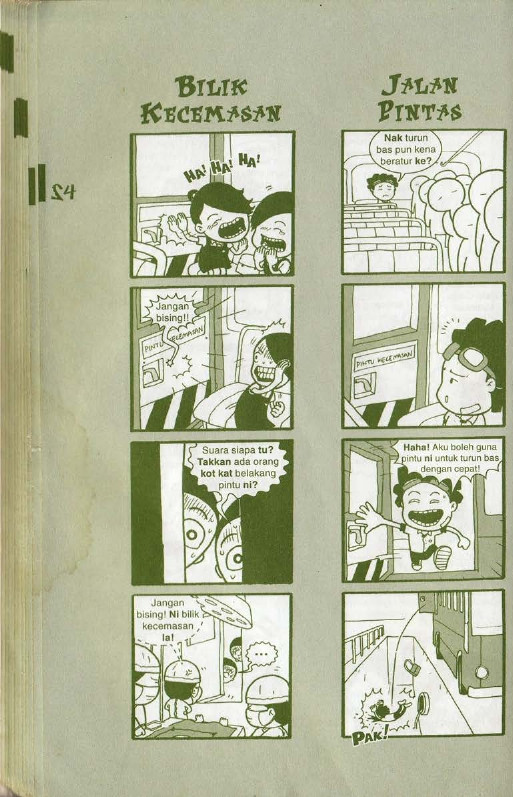 BILIK
KECEMASAN
HA! HA! HA!
Jangan
bising!!
PINTU KECEMASAN
Suara siapa tu?
Takkan ada orang
kot kat belakang
pintu ni?
Jangan
bising! Ni bilik
kecemasan
la!
...
JALAN
PINTAS
Nak turun
bas pun kena
beratur ke?
PINTU KECEMASAN
Haha! Aku boleh guna
pintu ni untuk turun bas
dengan cepat!
PAK!
24